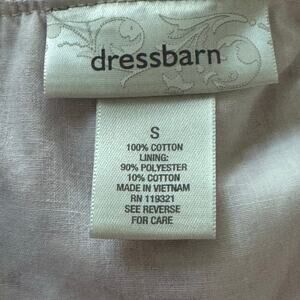 dressbarn
S
100% COTTON
LINING:
90% POLYESTER
10% COTTON
MADE IN VIETNAM
RN 119321
SEE REVERSE
FOR CARE